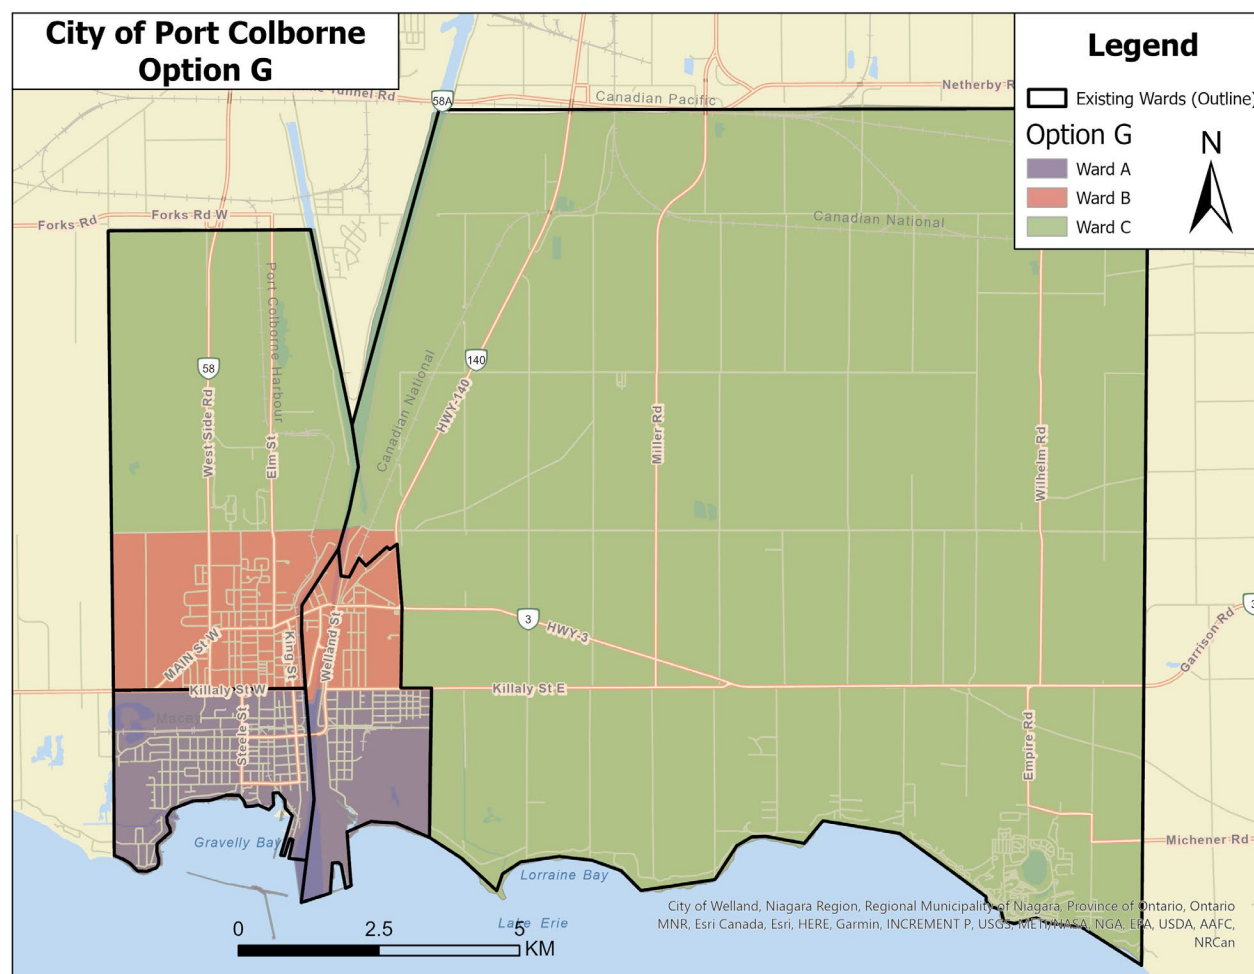 City of Port Colborne
Option G
Legend
Existing Wards (Outline)
Option G
N
Ward A
Ward B
Ward C
Tunnel Rd
58A
Canadian Pacific
Netherby R
Forks Rd
Forks Rd W
Canadian National
Port Colborne Harbour
58
140
West Side Rd
Elm St
Canadian National
HWY-140
Miller Rd
Wilhelm Rd
3
3
HWY-3
Garrison Rd
MAIN St W
King St
Welland St
Killaly St W
Killaly St E
Steele St
Empire Rd
Michener Rd
Gravelly Bay
Lorraine Bay
Lake Erie
0 2.5 5
KM
City of Welland, Niagara Region, Regional Municipality of Niagara, Province of Ontario, Ontario
MNR, Esri Canada, Esri, HERE, Garmin, INCREMENT P, USGS, METI/NASA, NGA, EPA, USDA, AAFC,
NRCan